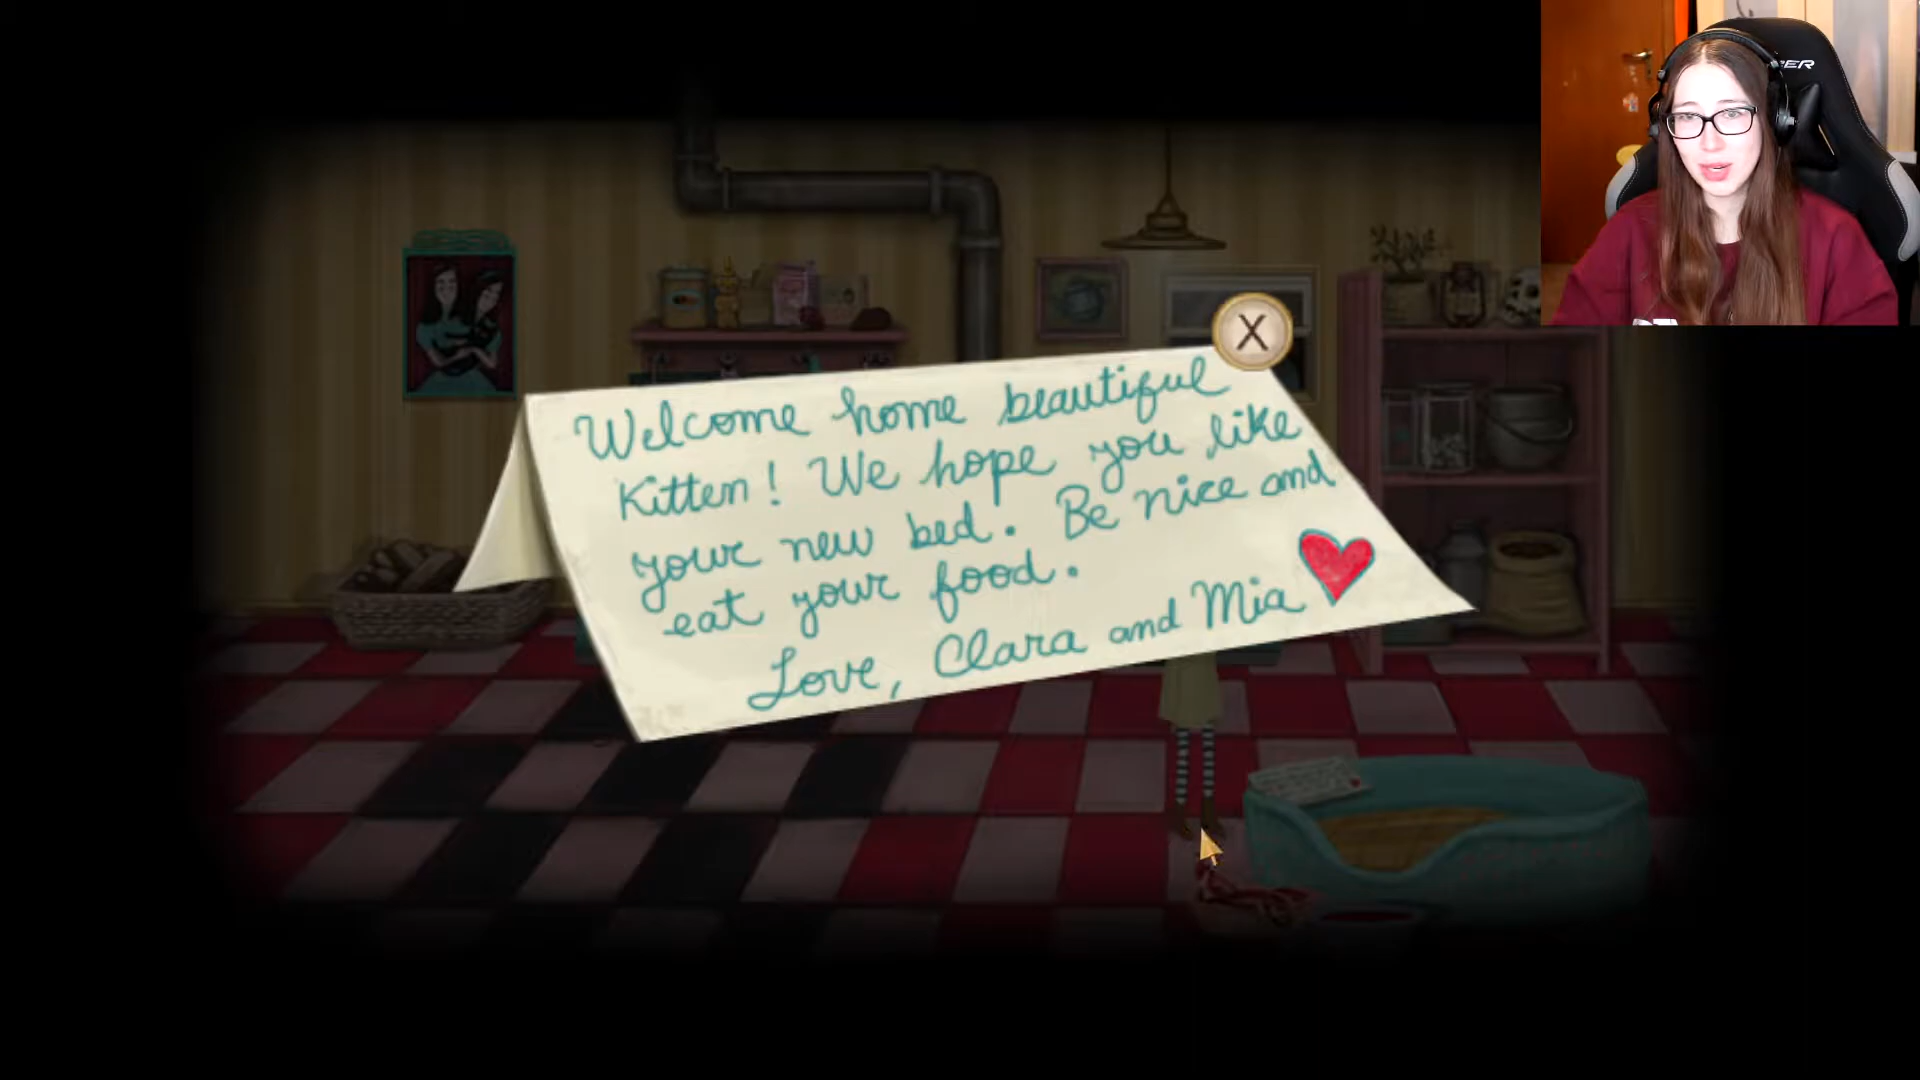 Welcome home beautiful
Kitten! We hope you like
your new bed. Be nice and
eat your food.
Love, Clara and Mia
X